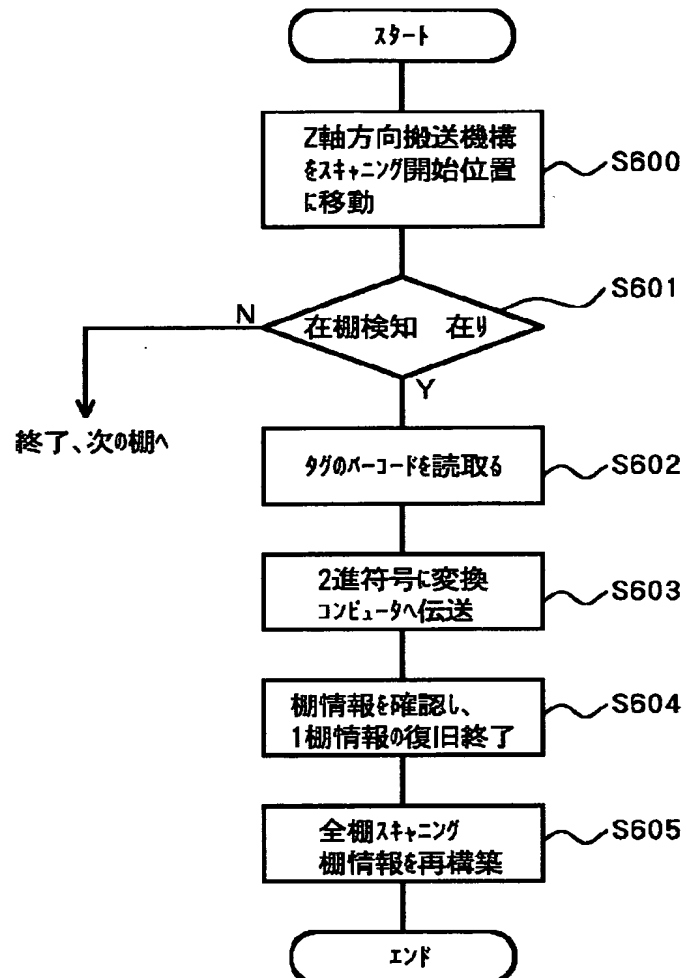 スタート
Z軸方向搬送機構
をスキャニング開始位置
に移動
S600
S601
N
在棚検知　在り
Y
終了、次の棚へ
タグのバーコードを読取る
S602
2進符号に変換
コンピュータへ伝送
S603
棚情報を確認し、
1棚情報の復旧終了
S604
全棚スキャニング
棚情報を再構築
S605
エンド